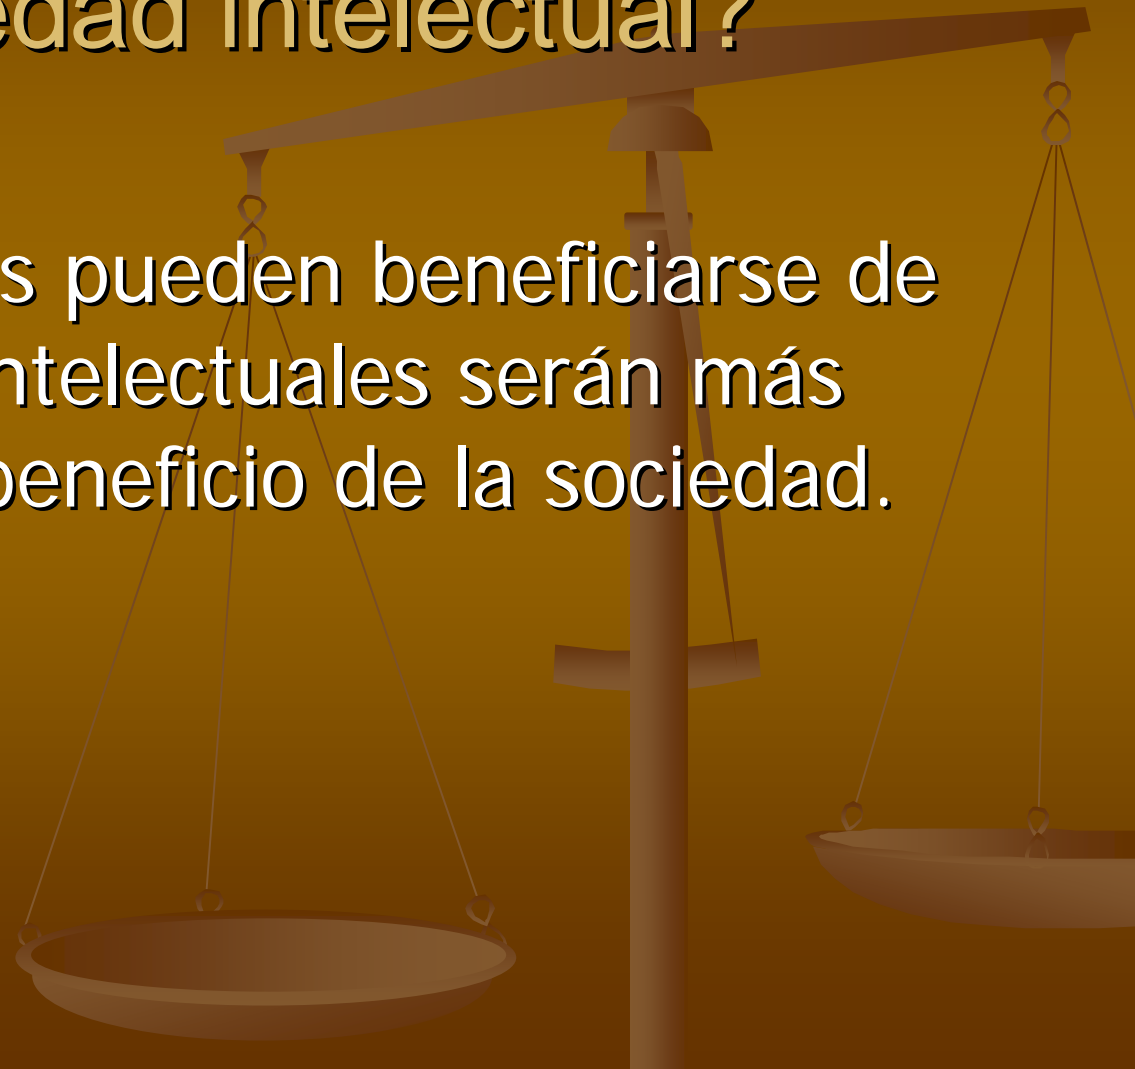 edad intelectual?
s pueden beneficiarse de
ntelectuales serán más
beneficio de la sociedad.